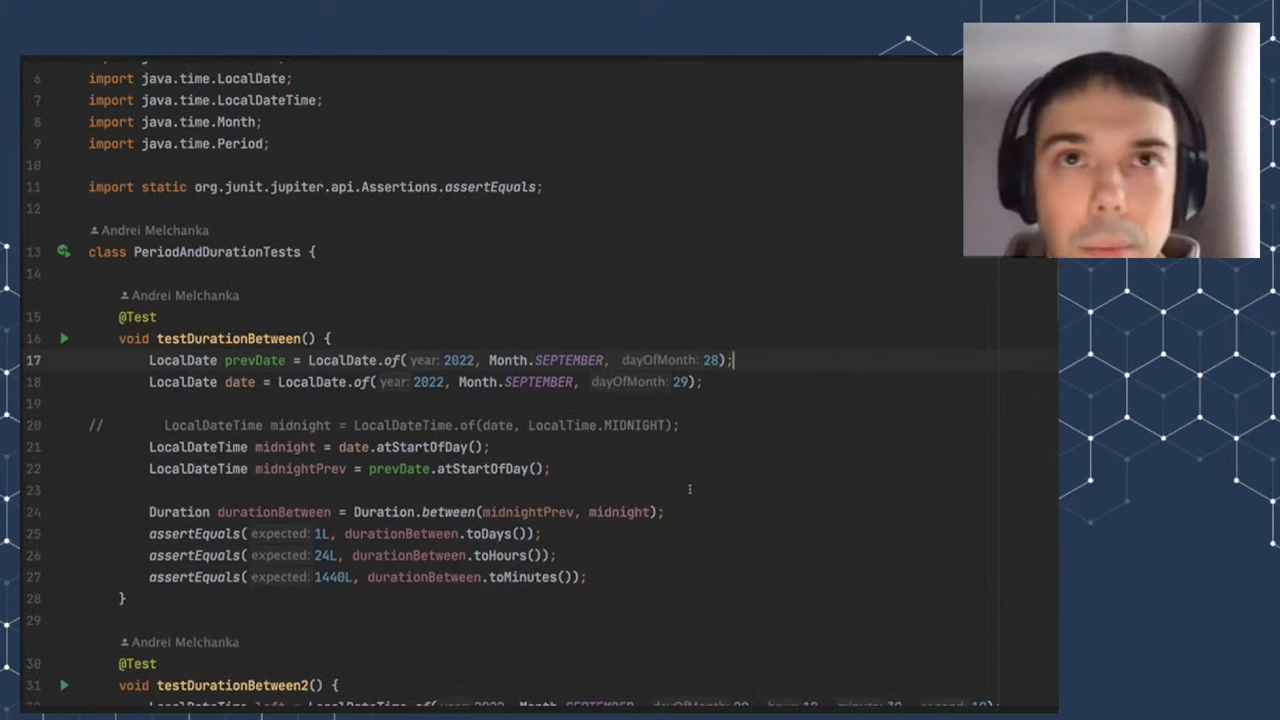 6 import java.time.LocalDate;
7 import java.time.LocalDateTime;
8 import java.time.Month;
9 import java.time.Period;
10
11 import static org.junit.jupiter.api.Assertions.assertEquals;
12
Andrei Melchanka
13 class PeriodAndDurationTests {
14
Andrei Melchanka
15 @Test
16 void testDurationBetween() {
17 LocalDate prevDate = LocalDate.of( year: 2022, Month.SEPTEMBER, dayOfMonth: 28);
18 LocalDate date = LocalDate.of( year: 2022, Month.SEPTEMBER, dayOfMonth: 29);
19
20 // LocalDateTime midnight = LocalDateTime.of(date, LocalTime.MIDNIGHT);
21 LocalDateTime midnight = date.atStartOfDay();
22 LocalDateTime midnightPrev = prevDate.atStartOfDay();
23
24 Duration durationBetween = Duration.between(midnightPrev, midnight);
25 assertEquals( expected: 1L, durationBetween.toDays());
26 assertEquals( expected: 24L, durationBetween.toHours());
27 assertEquals( expected: 1440L, durationBetween.toMinutes());
28 }
29
Andrei Melchanka
30 @Test
31 void testDurationBetween2() {